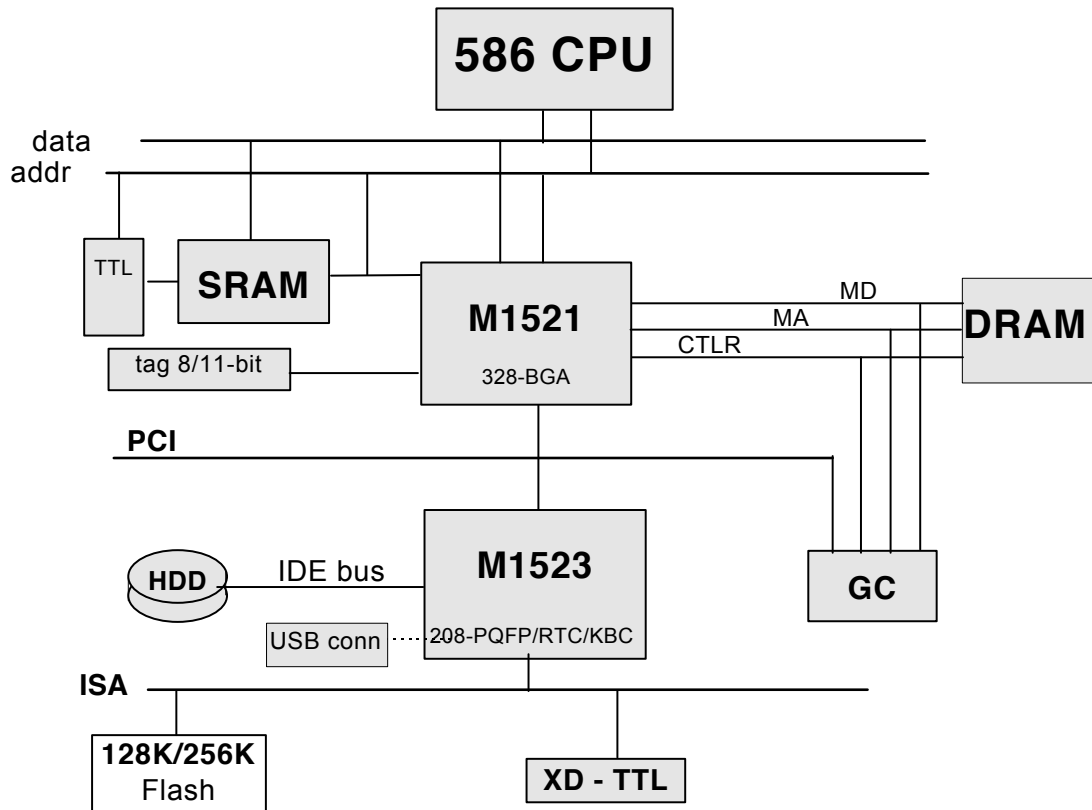 586 CPU
data
addr
TTL
SRAM
M1521
328-BGA
MD
MA
CTLR
DRAM
tag 8/11-bit
PCI
HDD
IDE bus
M1523
208-PQFP/RTC/KBC
USB conn
GC
ISA
128K/256K
Flash
XD - TTL